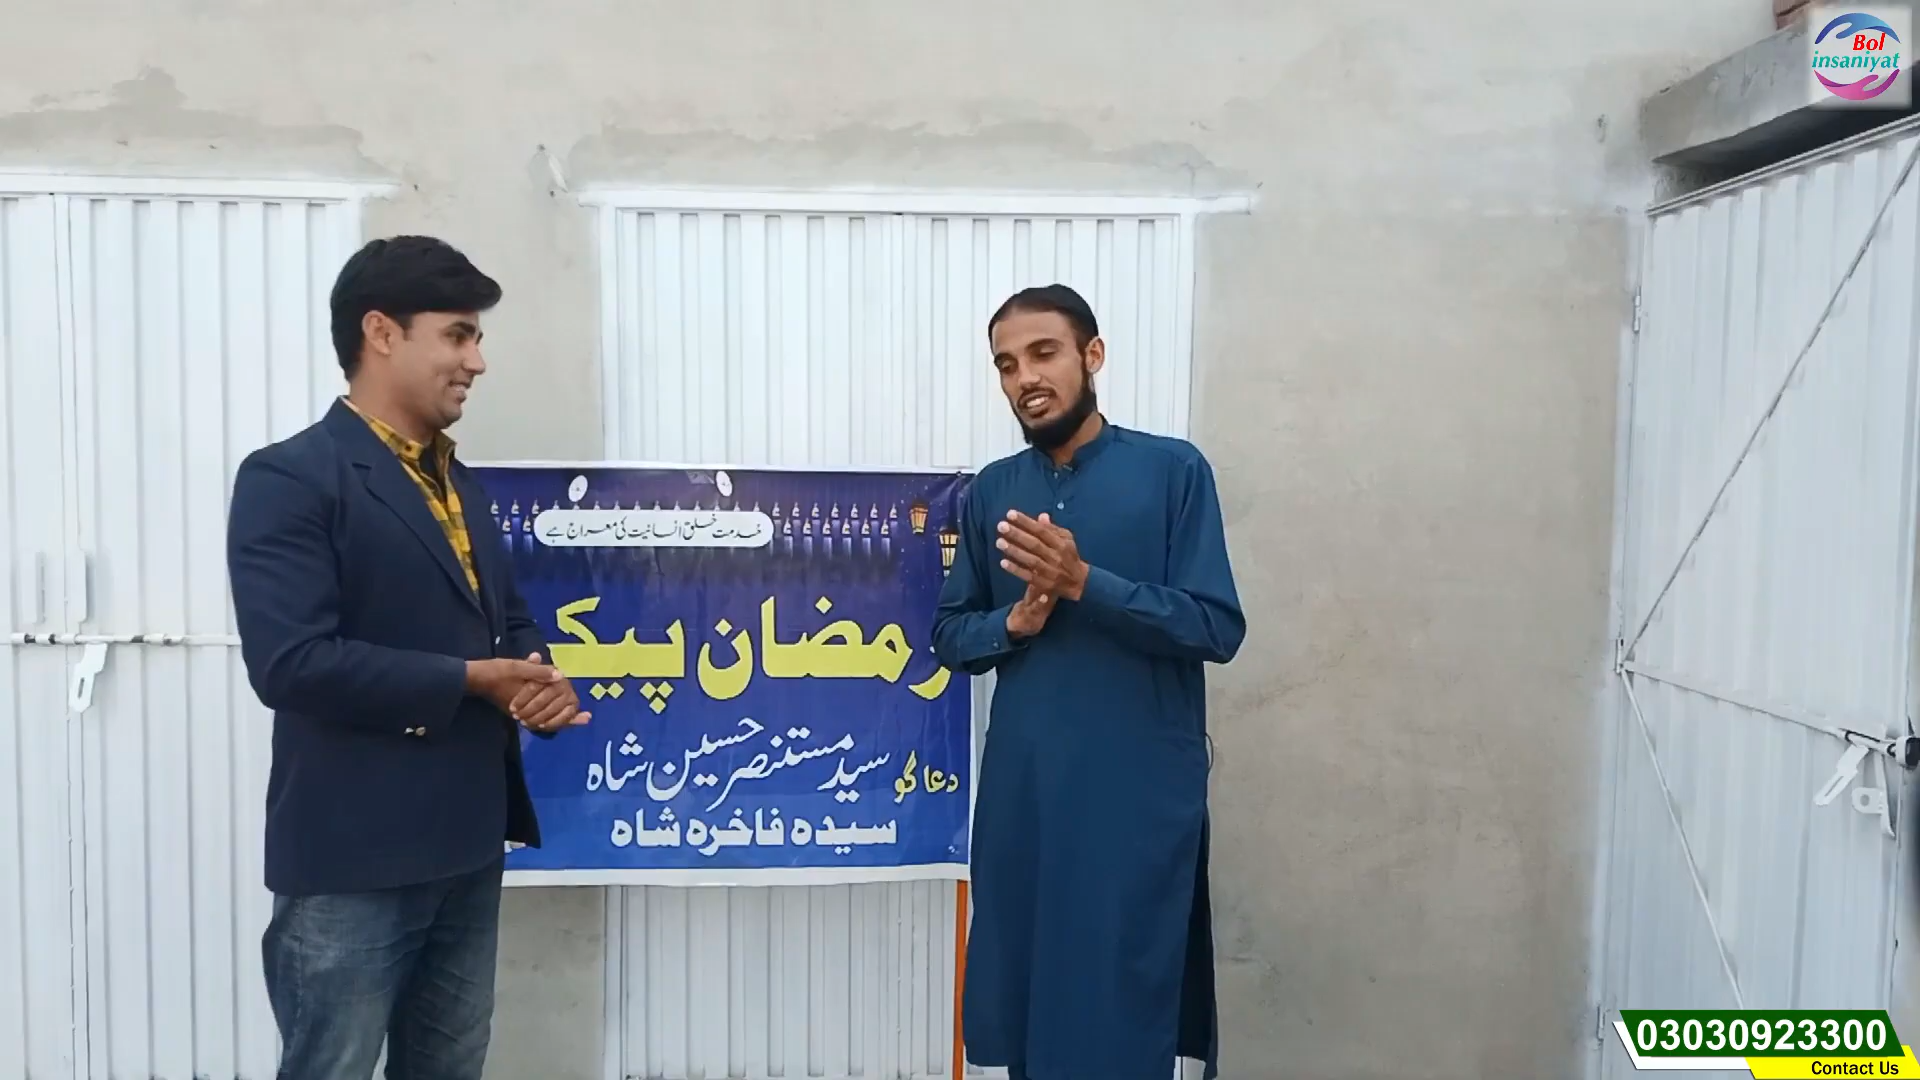 Bol
insaniyat
خدمت خلق انسانیت کی معراج ہے
رمضان پیک
دعا گو سید مستنصر حسین شاہ
سیدہ فاخرہ شاہ
03030923300
Contact Us